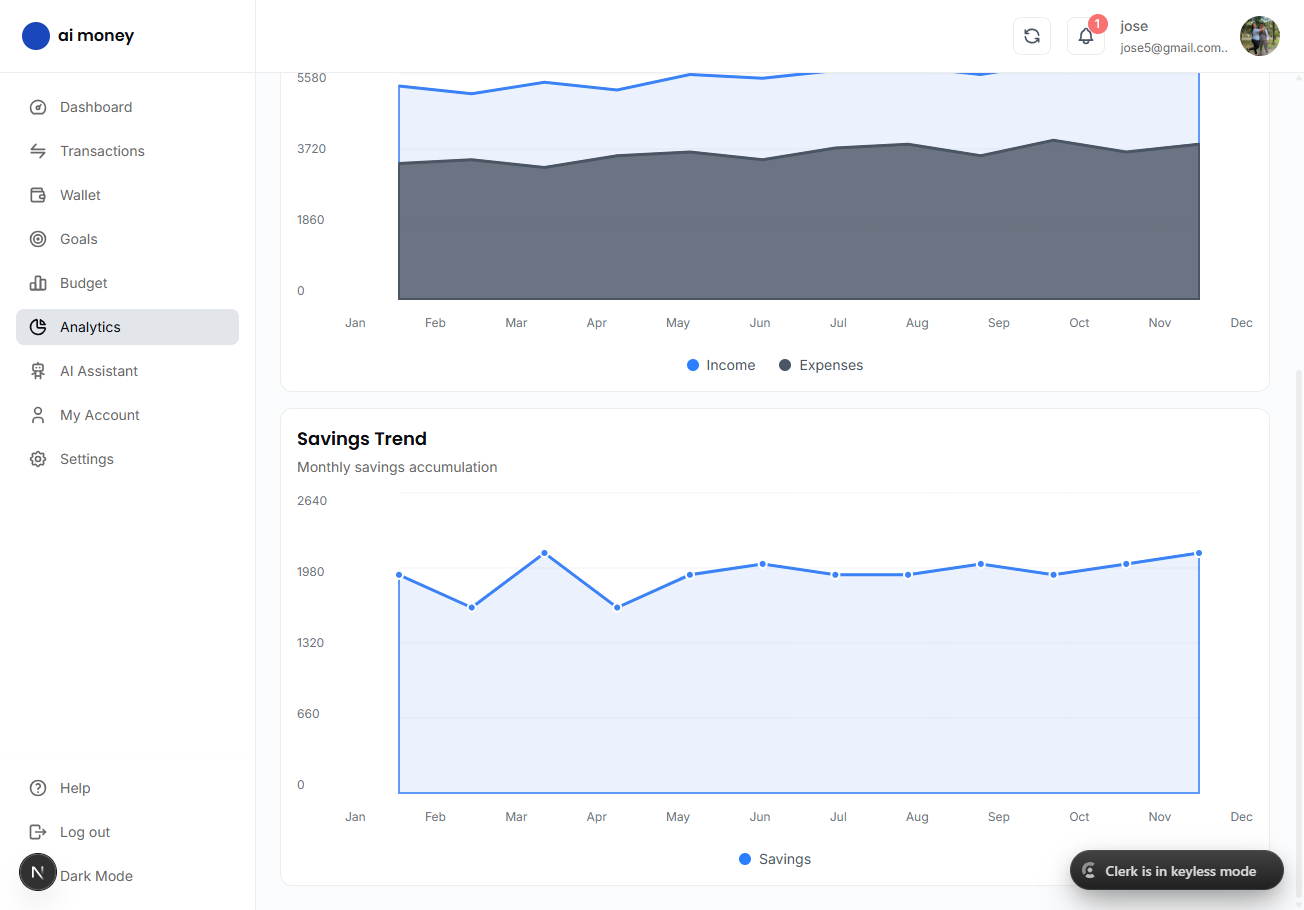 ai money
1
jose
jose5@gmail.com..
Dashboard
Transactions
Wallet
Goals
Budget
Analytics
AI Assistant
My Account
Settings
Help
Log out
N
Dark Mode
5580
3720
1860
0
Jan Feb Mar Apr May Jun Jul Aug Sep Oct Nov Dec
Income Expenses
Savings Trend
Monthly savings accumulation
2640
1980
1320
660
0
Jan Feb Mar Apr May Jun Jul Aug Sep Oct Nov Dec
Savings
Clerk is in keyless mode